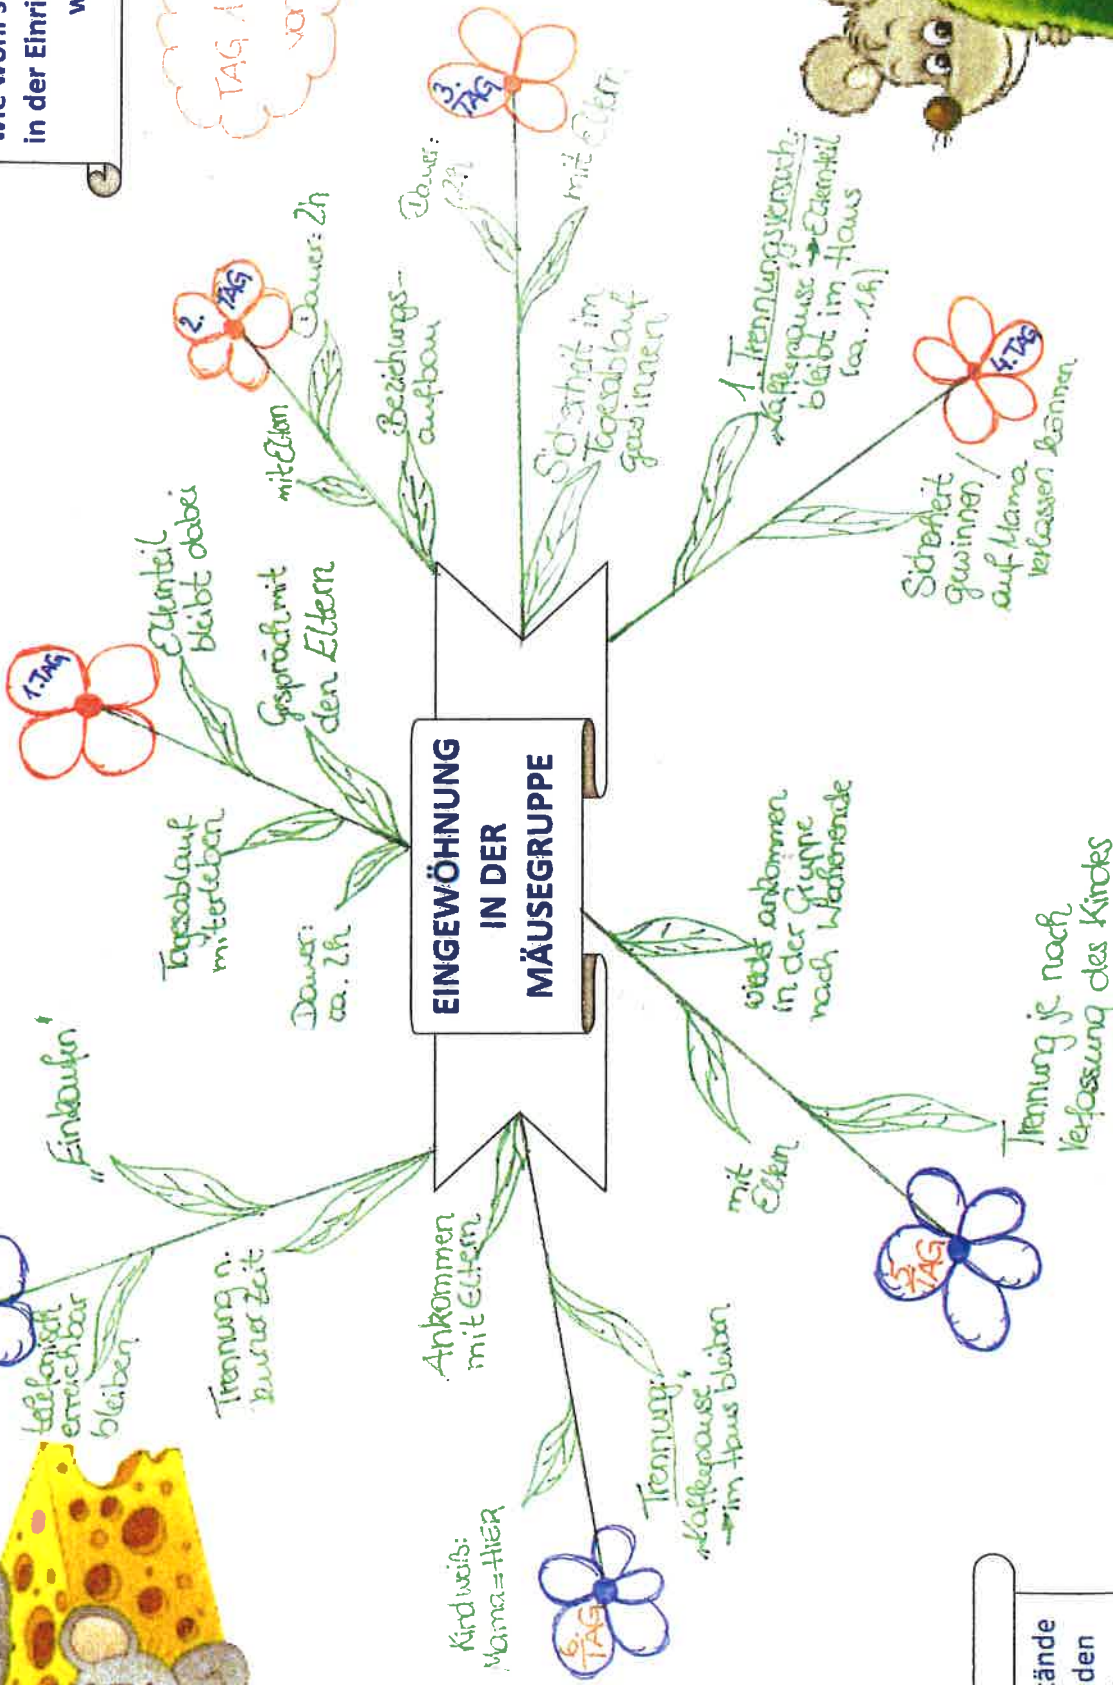 EINGEWÖHNUNG
IN DER
MÄUSEGRUPPE
1. TAG
Elternteil
bleibt dabei
Gespräch mit
den Eltern
Tagesablauf
miterleben
Dauer:
ca. 2h
2.
TAG
Dauer: 2h
mit Eltern
Beziehungs-
aufbau
3.
TAG
Dauer:
mit Eltern
Sicherheit im
Tagesablauf
gewinnen
4. TAG
1. Trennungsversuch:
"Kaffeepause" → Elternteil
bleibt im Haus
(ca. 1h)
Sicherheit
gewinnen /
auf Mama
verlassen können
5.
TAG
wieder ankommen
in der Gruppe
nach Wochenende
mit
Eltern
Trennung je nach
Verfassung des Kindes
6.
TAG
Ankommen
mit Eltern
Trennung:
"Kaffeepause"
→ im Haus bleiben
Kind weiß:
Mama = HIER
„Einkaufen"
Trennung n.
kurzer Zeit
telefonisch
erreichbar
bleiben
in der Einri
TAG A
den